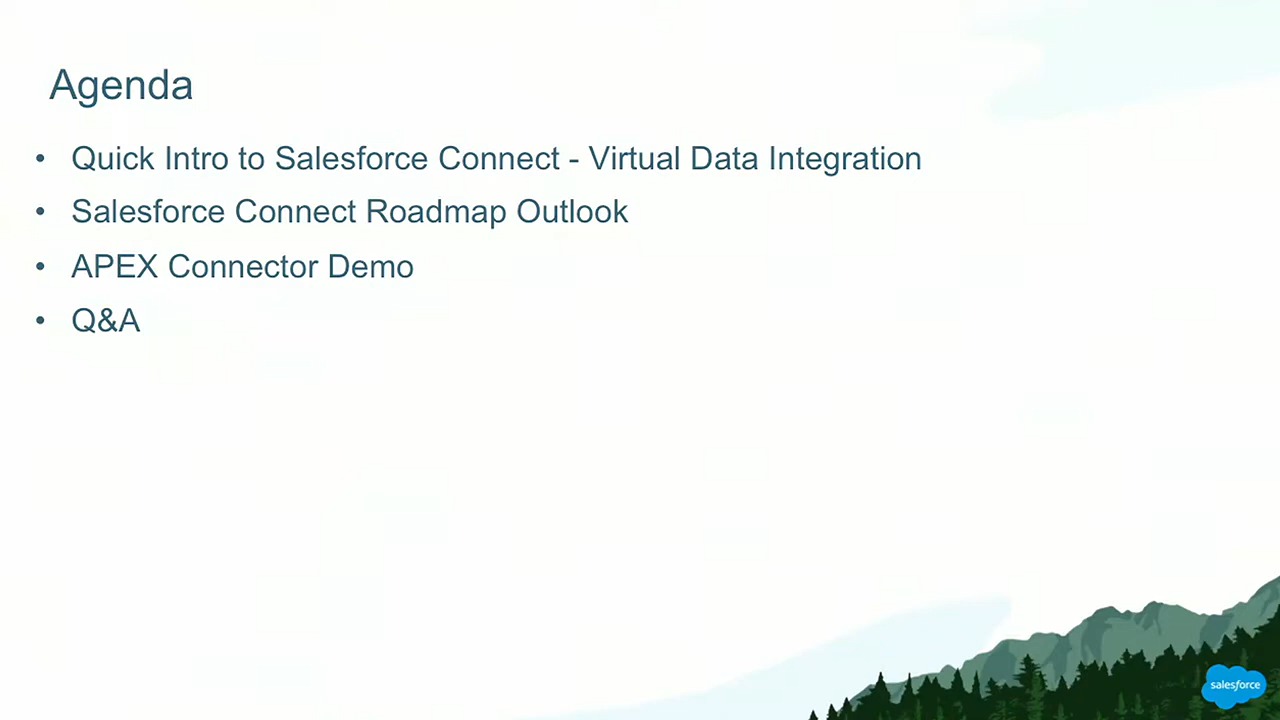 Agenda
• Quick Intro to Salesforce Connect - Virtual Data Integration
• Salesforce Connect Roadmap Outlook
• APEX Connector Demo
• Q&A
salesforce